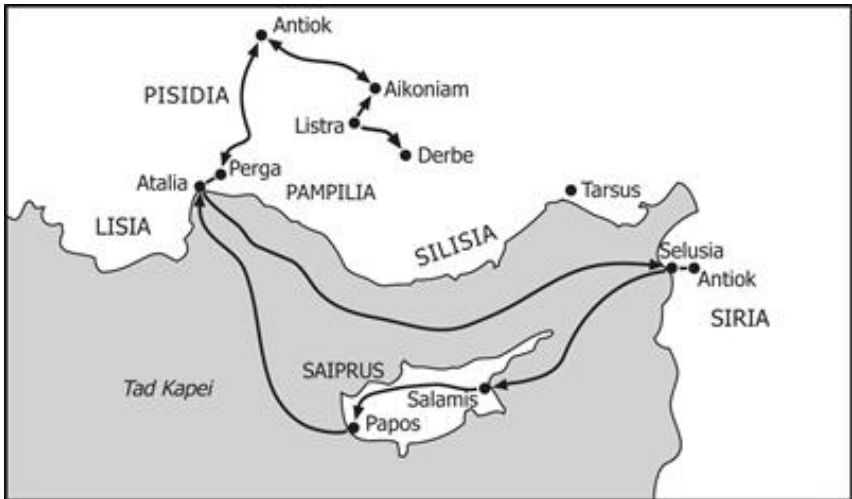 Antiok
PISIDIA
Aikoniam
Listra
Derbe
Perga
Atalia
PAMPILIA
Tarsus
LISIA
SILISIA
Selusia
Antiok
SIRIA
SAIPRUS
Tad Kapei
Salamis
Papos